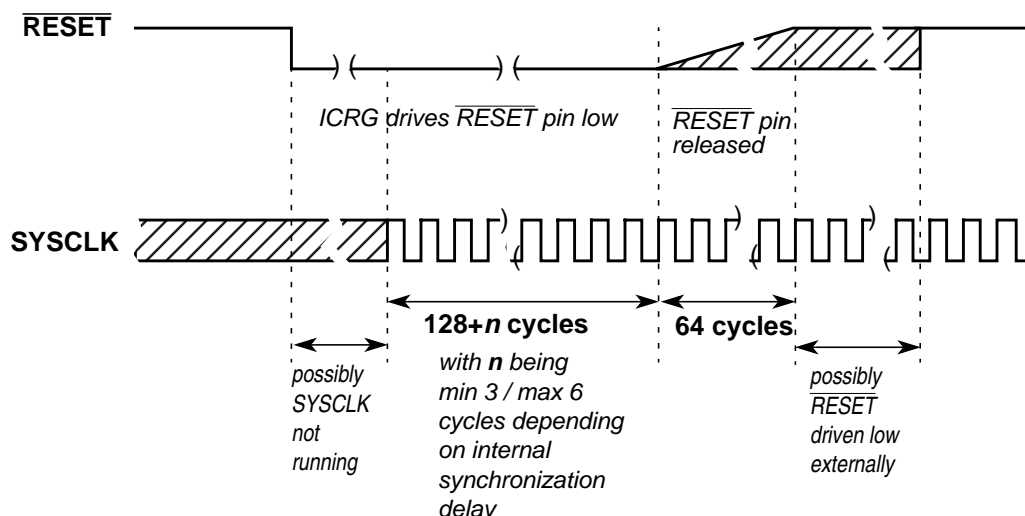 RESET
) (
) (
) (
) (
ICRG drives RESET pin low
RESET pin
released
SYSCLK
) (
) (
) (
128+n cycles
64 cycles
with n being
min 3 / max 6
cycles depending
on internal
synchronization
delay
possibly
SYSCLK
not
running
possibly
RESET
driven low
externally